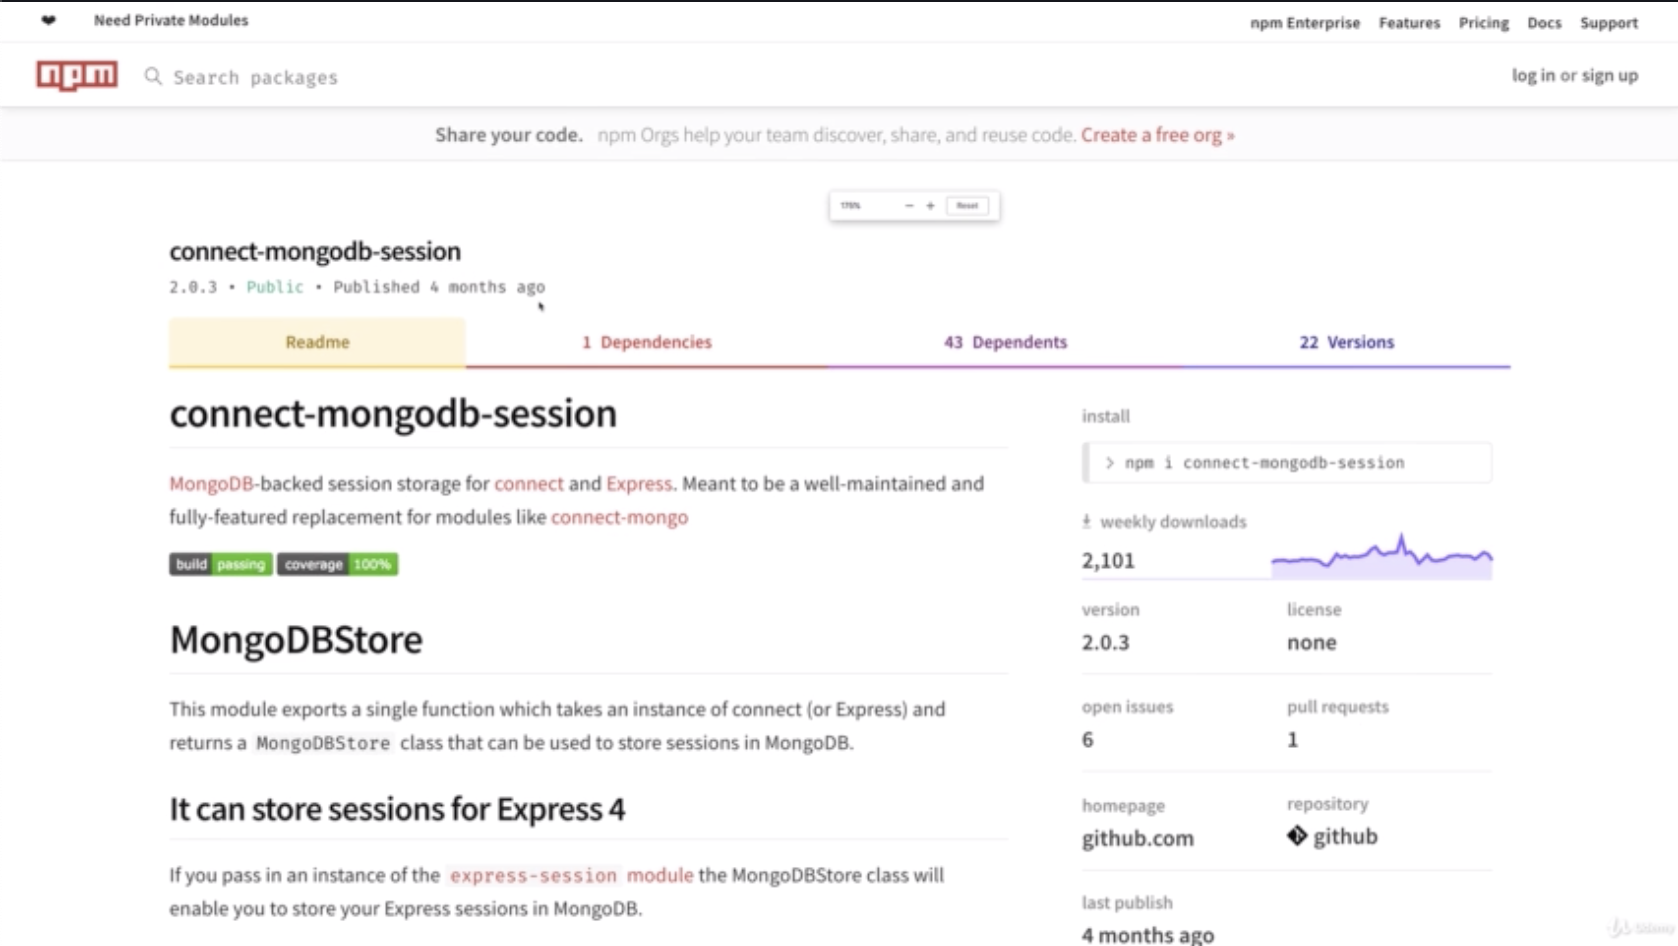 Need Private Modules
npm Enterprise Features Pricing Docs Support
npm Search packages
log in or sign up
Share your code. npm Orgs help your team discover, share, and reuse code. Create a free org »
175% − + Reset
connect-mongodb-session
2.0.3 • Public • Published 4 months ago
Readme
1 Dependencies
43 Dependents
22 Versions
connect-mongodb-session
MongoDB-backed session storage for connect and Express. Meant to be a well-maintained and
fully-featured replacement for modules like connect-mongo
build passing coverage 100%
MongoDBStore
This module exports a single function which takes an instance of connect (or Express) and
returns a MongoDBStore class that can be used to store sessions in MongoDB.
It can store sessions for Express 4
If you pass in an instance of the express-session module the MongoDBStore class will
enable you to store your Express sessions in MongoDB.
install
> npm i connect-mongodb-session
weekly downloads
2,101
version license
2.0.3 none
open issues pull requests
6 1
homepage repository
github.com github
last publish
4 months ago
Udemy